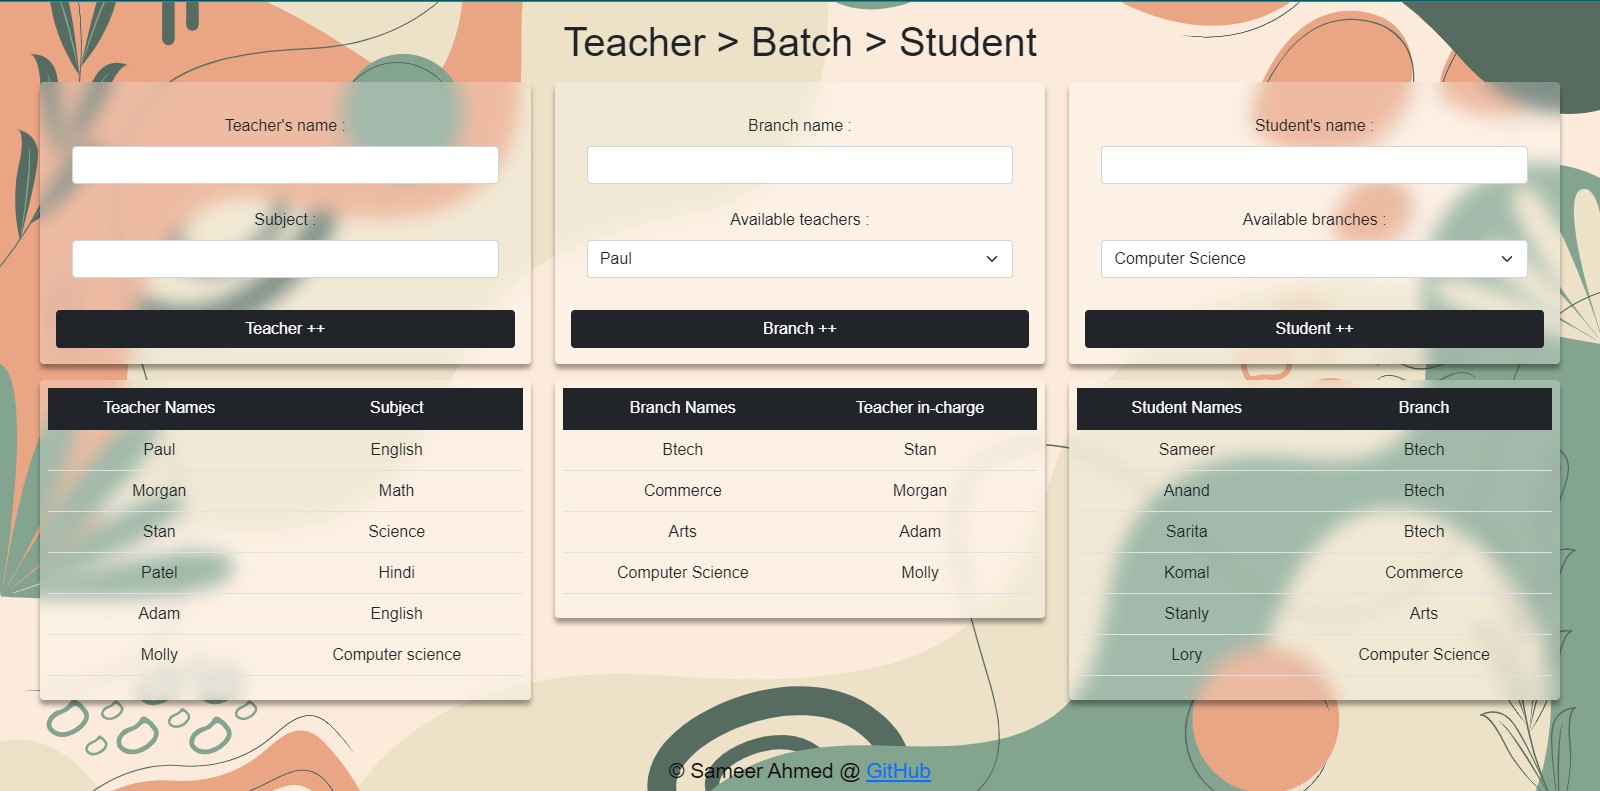 Teacher > Batch > Student
Teacher's name :
Subject :
Teacher ++
Branch name :
Available teachers :
Paul
Branch ++
Student's name :
Available branches :
Computer Science
Student ++
Teacher Names Subject
Paul English
Morgan Math
Stan Science
Patel Hindi
Adam English
Molly Computer science
Branch Names Teacher in-charge
Btech Stan
Commerce Morgan
Arts Adam
Computer Science Molly
Student Names Branch
Sameer Btech
Anand Btech
Sarita Btech
Komal Commerce
Stanly Arts
Lory Computer Science
© Sameer Ahmed @ GitHub